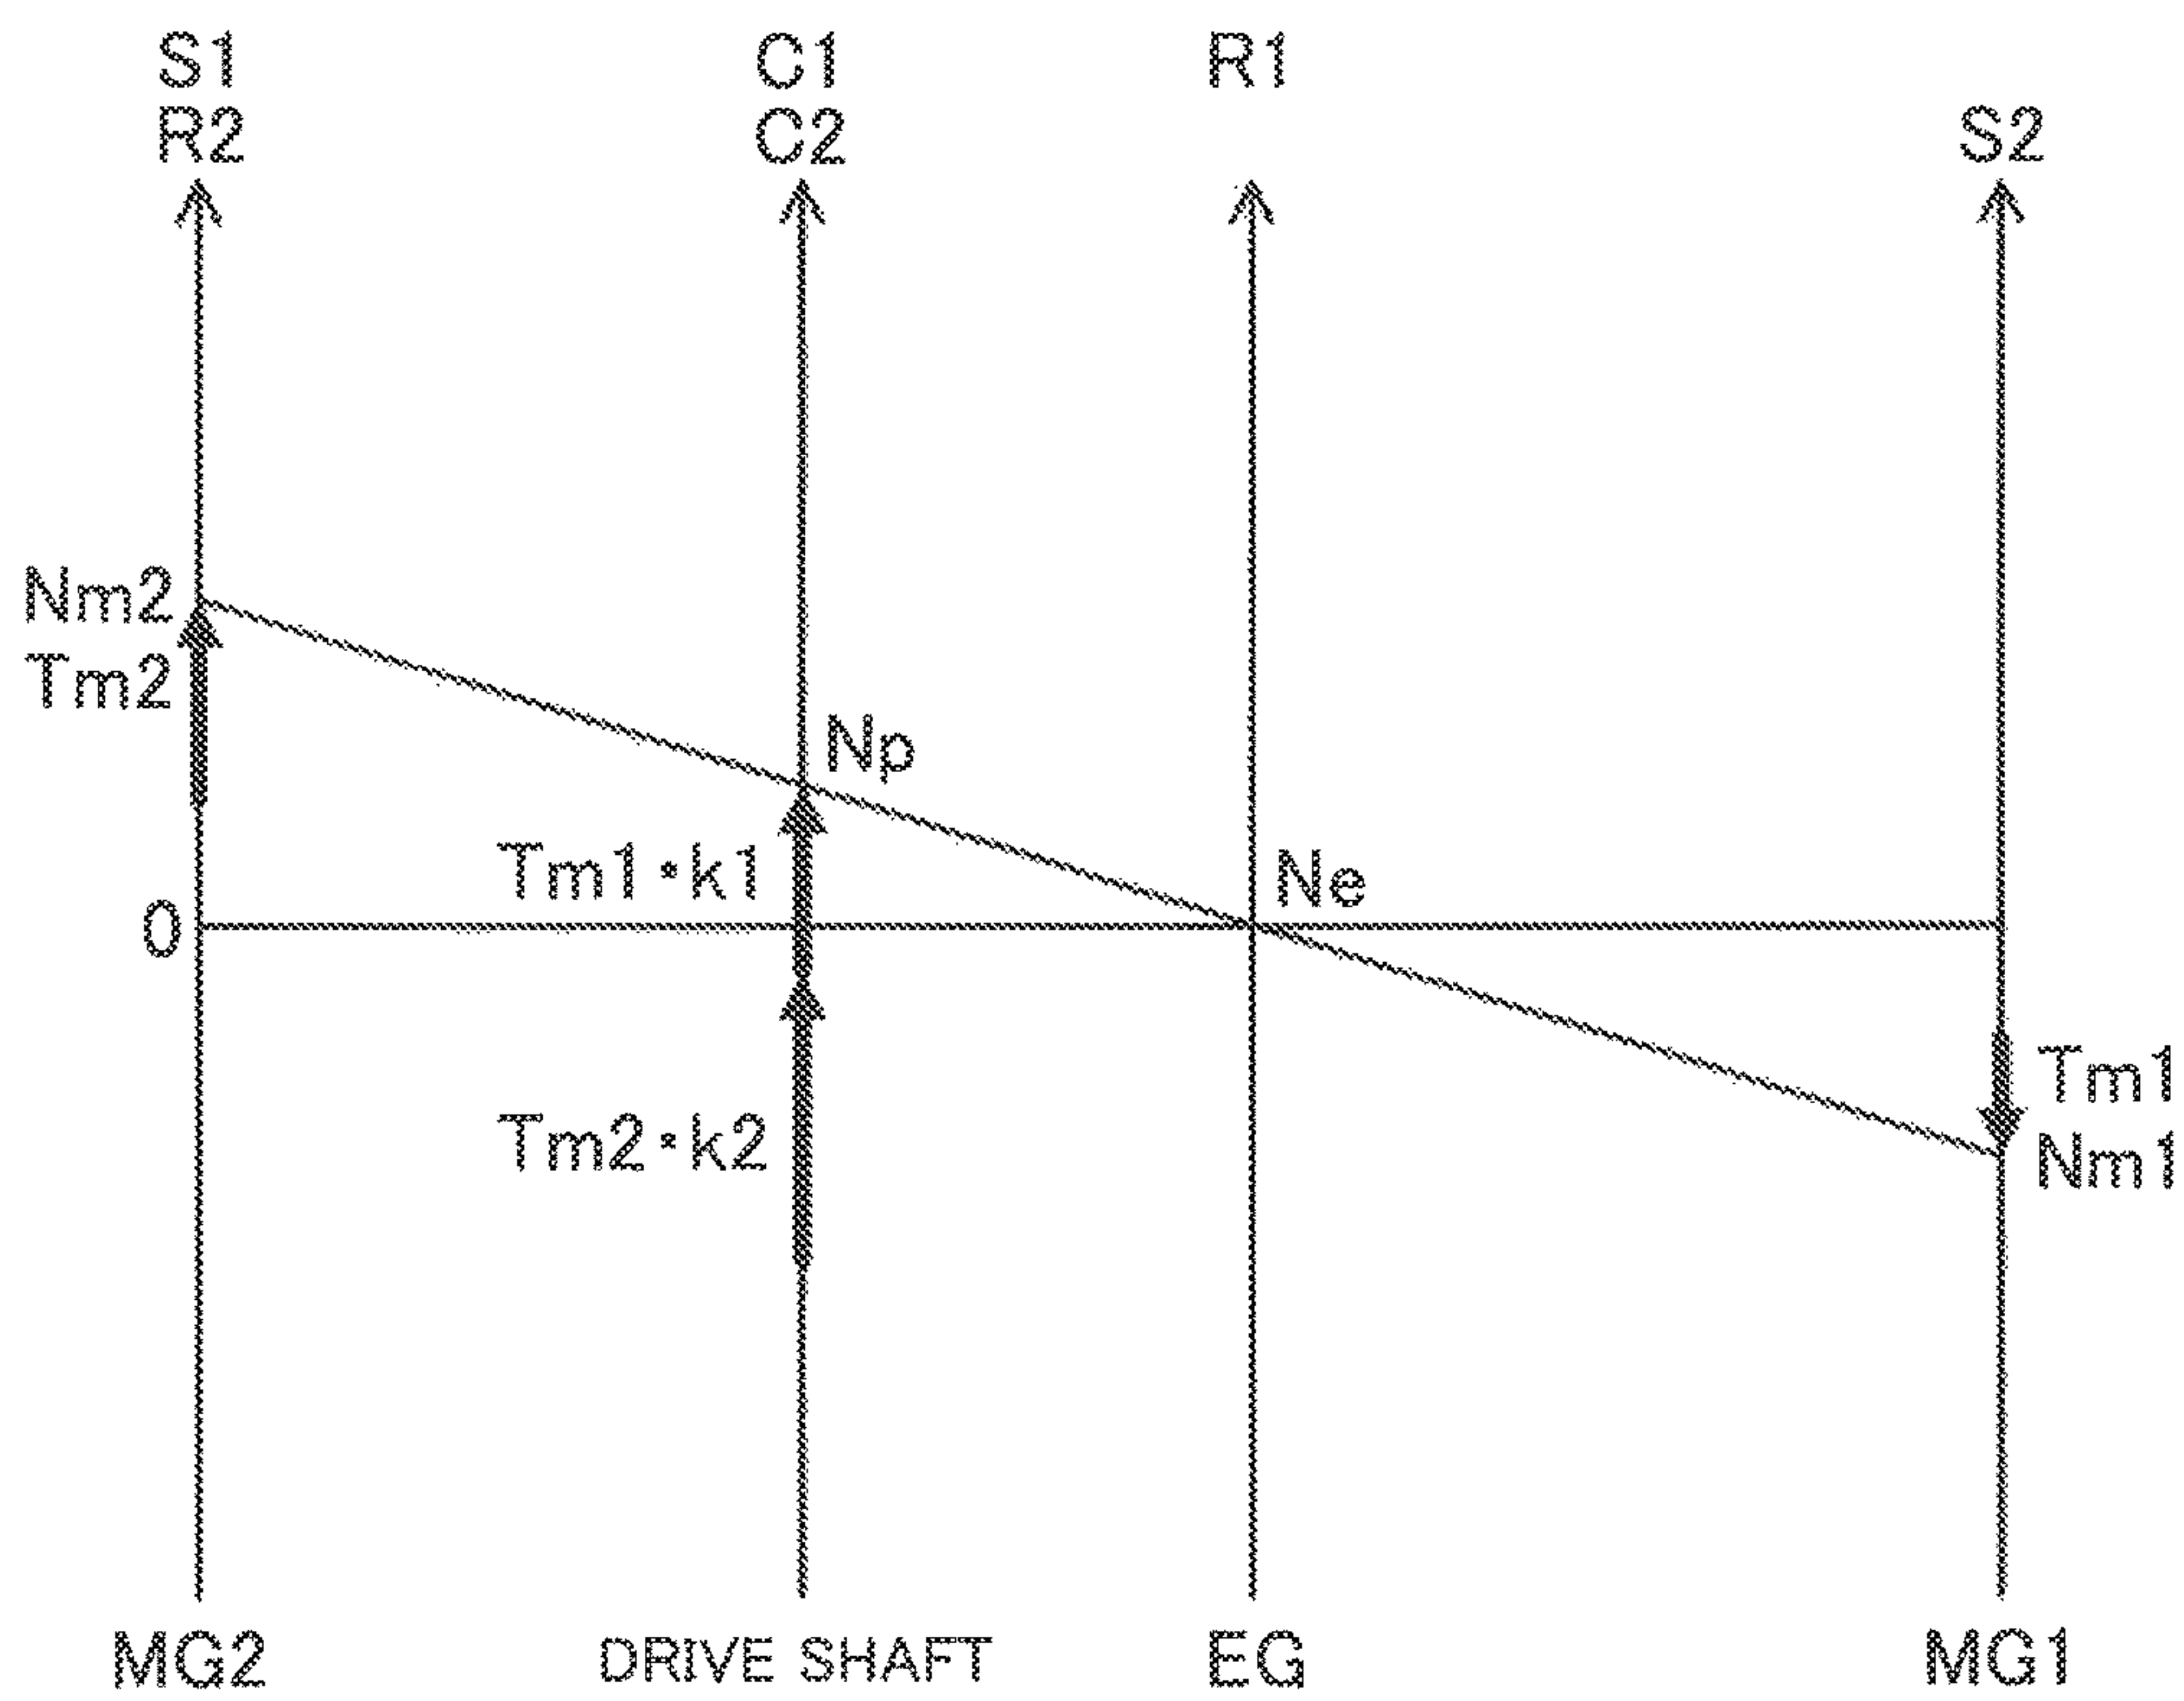 S1 C1 R1
R2 C2 S2
Nm2
Tm2
Np
Tm1・k1
Ne
0
Tm1
Tm2・k2
Nm1
MG2 DRIVE SHAFT EG MG1